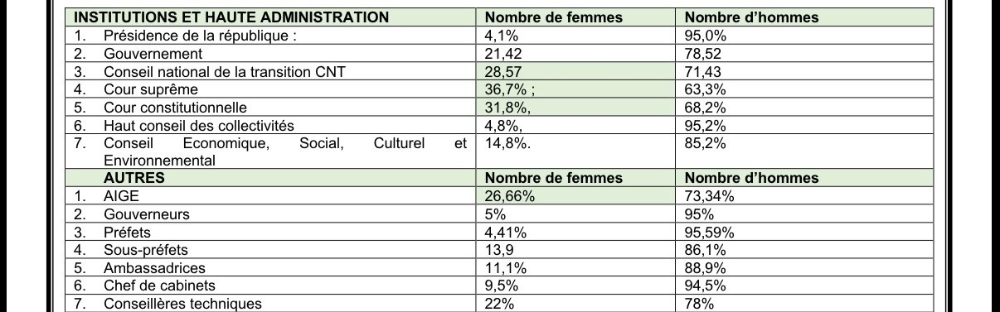 INSTITUTIONS ET HAUTE ADMINISTRATION Nombre de femmes Nombre d’hommes
1. Présidence de la république : 4,1% 95,0%
2. Gouvernement 21,42 78,52
3. Conseil national de la transition CNT 28,57 71,43
4. Cour suprême 36,7% ; 63,3%
5. Cour constitutionnelle 31,8%, 68,2%
6. Haut conseil des collectivités 4,8%, 95,2%
7. Conseil Economique, Social, Culturel et 14,8%. 85,2%
Environnemental
AUTRES Nombre de femmes Nombre d’hommes
1. AIGE 26,66% 73,34%
2. Gouverneurs 5% 95%
3. Préfets 4,41% 95,59%
4. Sous-préfets 13,9 86,1%
5. Ambassadrices 11,1% 88,9%
6. Chef de cabinets 9,5% 94,5%
7. Conseillères techniques 22% 78%